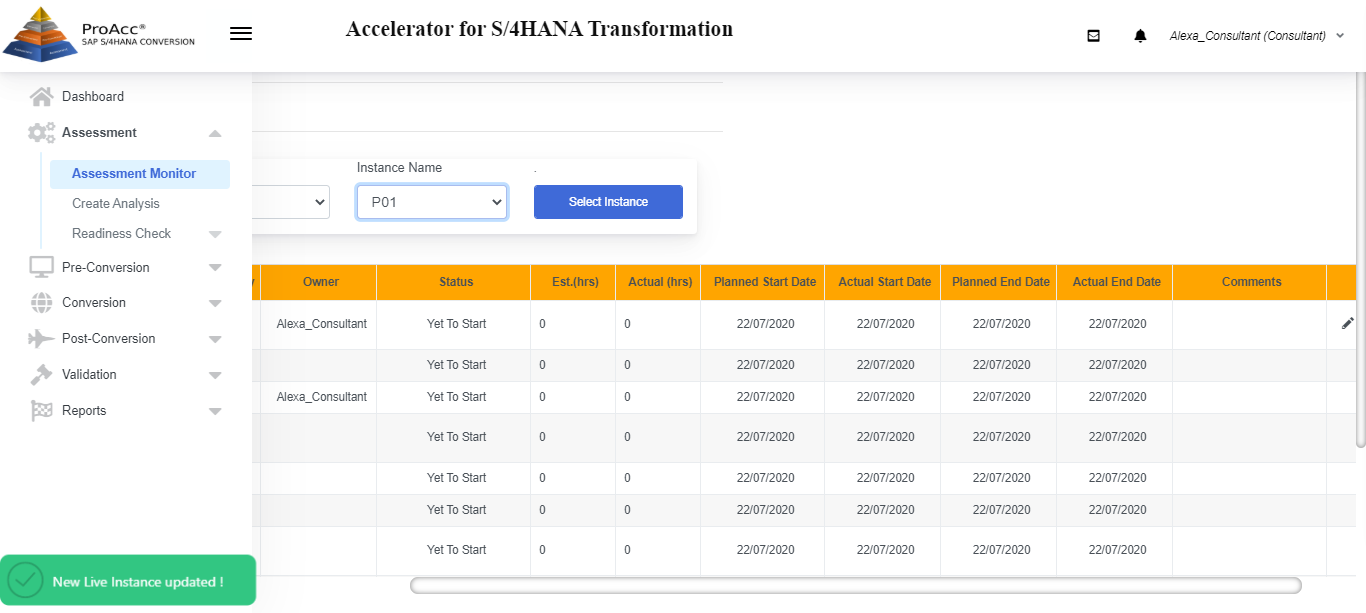 ProAcc®
SAP S/4HANA CONVERSION
Accelerator for S/4HANA Transformation
Alexa_Consultant (Consultant)
Dashboard
Assessment
Assessment Monitor
Create Analysis
Readiness Check
Pre-Conversion
Conversion
Post-Conversion
Validation
Reports
Instance Name
.
P01
Select Instance
y Owner Status Est.(hrs) Actual (hrs) Planned Start Date Actual Start Date Planned End Date Actual End Date Comments
Alexa_Consultant Yet To Start 0 0 22/07/2020 22/07/2020 22/07/2020 22/07/2020
Yet To Start 0 0 22/07/2020 22/07/2020 22/07/2020 22/07/2020
Alexa_Consultant Yet To Start 0 0 22/07/2020 22/07/2020 22/07/2020 22/07/2020
Yet To Start 0 0 22/07/2020 22/07/2020 22/07/2020 22/07/2020
Yet To Start 0 0 22/07/2020 22/07/2020 22/07/2020 22/07/2020
Yet To Start 0 0 22/07/2020 22/07/2020 22/07/2020 22/07/2020
Yet To Start 0 0 22/07/2020 22/07/2020 22/07/2020 22/07/2020
New Live Instance updated !